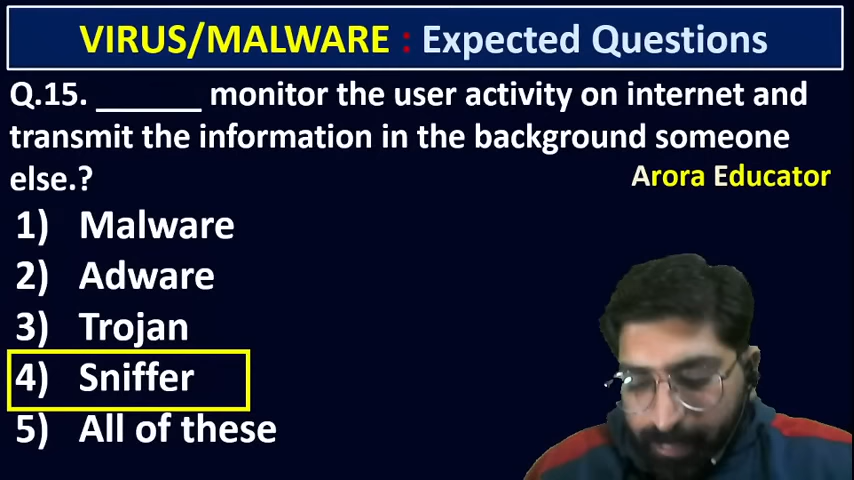 VIRUS/MALWARE : Expected Questions
Q.15. ______ monitor the user activity on internet and
transmit the information in the background someone
else.?
Arora Educator
1) Malware
2) Adware
3) Trojan
4) Sniffer
5) All of these